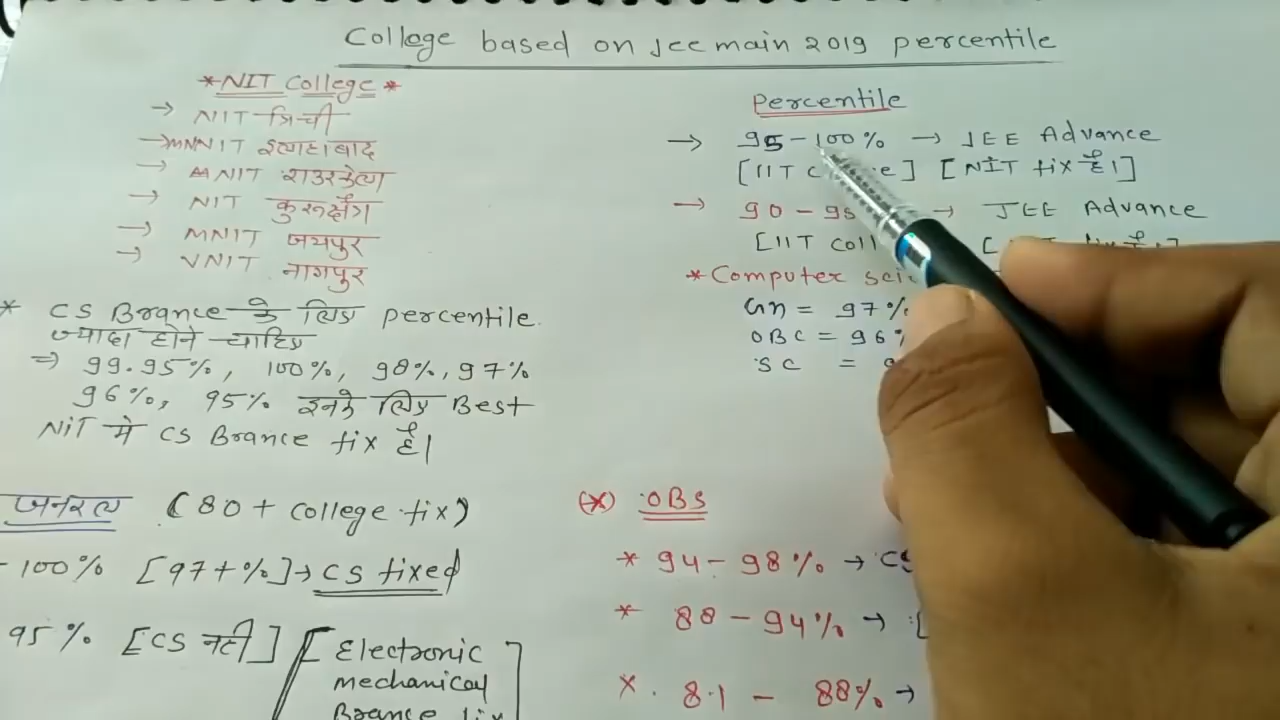 College based on Jee main 2019 percentile
*NIT College*
→ NIT त्रिची
→ MNNIT इलाहाबाद
→ NIT राउरकेला
→ NIT कुरूक्षेत्र
→ MNIT जयपुर
→ VNIT नागपुर
* CS Brance के लिए percentile
ज्यादा होने चाहिए
⇒ 99.95%, 100%, 98%, 97%
96%, 95% इनके लिए Best
NiT मे CS Brance fix है।
percentile
→ 95-100% → JEE Advance
[IIT [NIT fix है।]
→ 90-95 → JEE Advance
[IIT
*Computer
Gn = 97%
OBC = 96%
SC =
जनरल (80+ college fix)
- 100% [97+%]→ CS fixed
95% [CS नही] [Electronic
mechanical
Brance
(*) OBS
* 94-98% → CS
* 88-94% →
*. 81 - 88% →